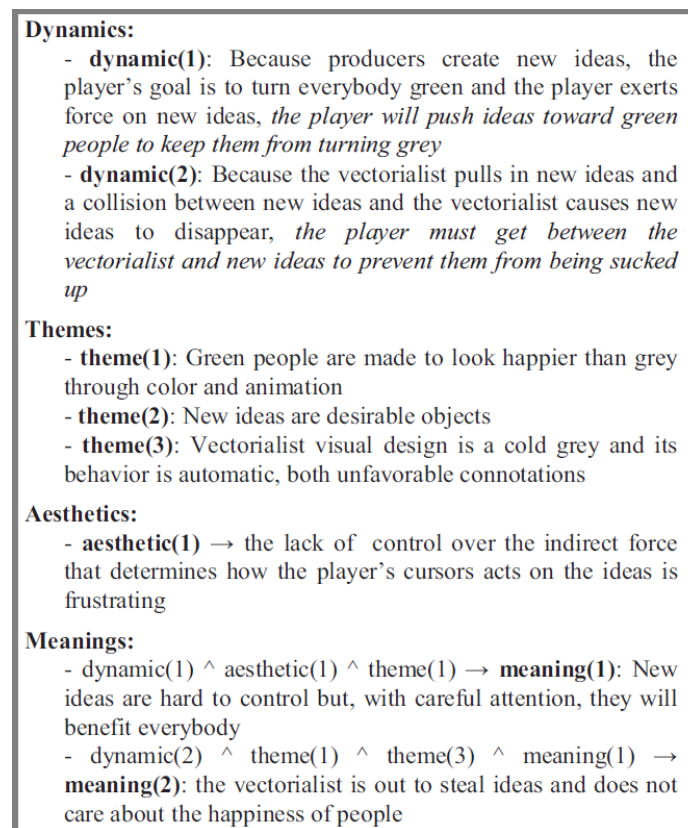 Dynamics:
- dynamic(1): Because producers create new ideas, the
player's goal is to turn everybody green and the player exerts
force on new ideas, the player will push ideas toward green
people to keep them from turning grey
- dynamic(2): Because the vectorialist pulls in new ideas and
a collision between new ideas and the vectorialist causes new
ideas to disappear, the player must get between the
vectorialist and new ideas to prevent them from being sucked
up
Themes:
- theme(1): Green people are made to look happier than grey
through color and animation
- theme(2): New ideas are desirable objects
- theme(3): Vectorialist visual design is a cold grey and its
behavior is automatic, both unfavorable connotations
Aesthetics:
- aesthetic(1) → the lack of control over the indirect force
that determines how the player's cursors acts on the ideas is
frustrating
Meanings:
- dynamic(1) ^ aesthetic(1) ^ theme(1) → meaning(1): New
ideas are hard to control but, with careful attention, they will
benefit everybody
- dynamic(2) ^ theme(1) ^ theme(3) ^ meaning(1) →
meaning(2): the vectorialist is out to steal ideas and does not
care about the happiness of people